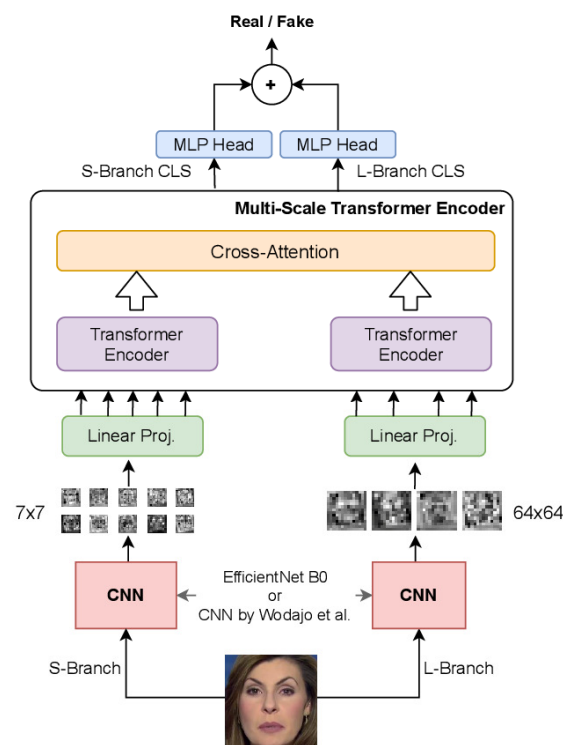 Real / Fake
+
MLP Head
MLP Head
S-Branch CLS
L-Branch CLS
Multi-Scale Transformer Encoder
Cross-Attention
Transformer
Encoder
Transformer
Encoder
Linear Proj.
Linear Proj.
7x7
64x64
CNN
EfficientNet B0
or
CNN by Wodajo et al.
CNN
S-Branch
L-Branch